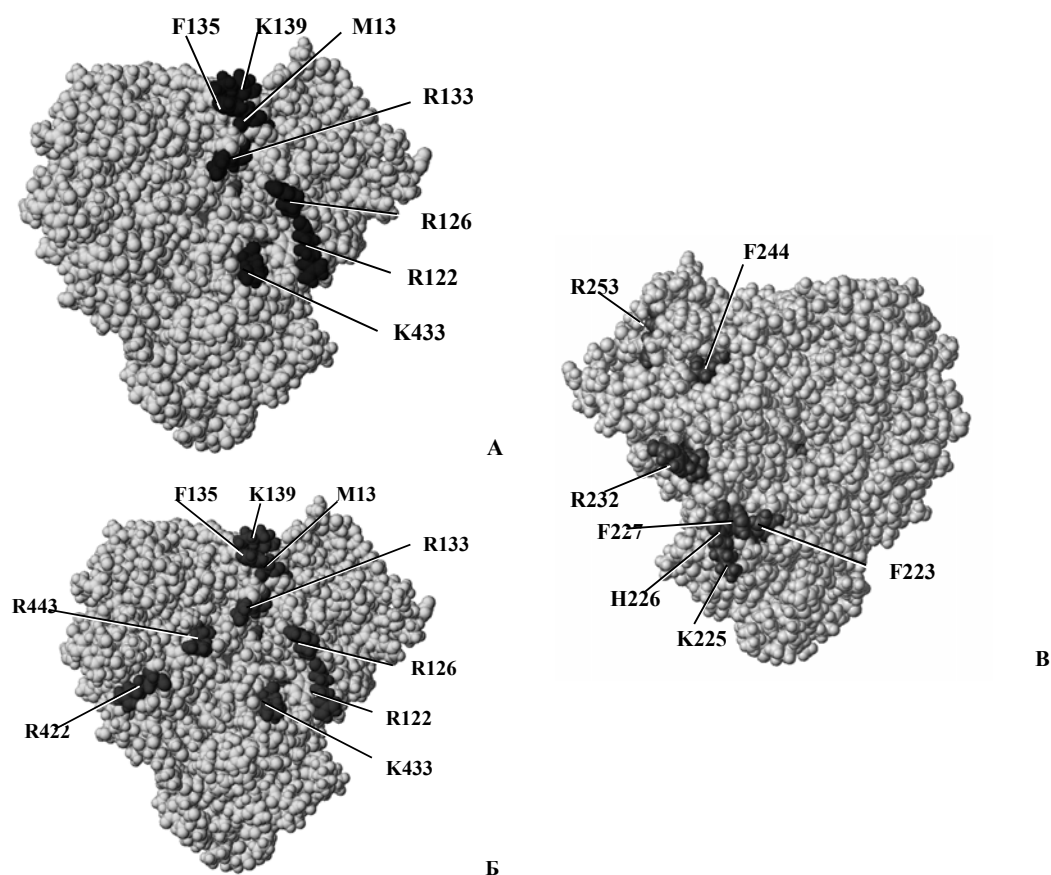 F135 K139 M13
R133
R126
R122
K433
А
F135 K139 M13
R133
R443
R126
R422
R122
K433
Б
F244
R253
R232
F227
F223
H226
K225
В